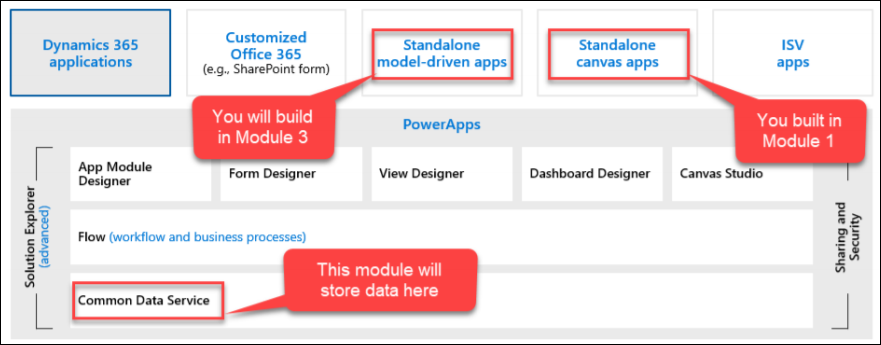 Dynamics 365
applications
Customized
Office 365
(e.g., SharePoint form)
Standalone
model-driven apps
Standalone
canvas apps
ISV
apps
You will build
in Module 3
PowerApps
You built in
Module 1
Solution Explorer
(advanced)
App Module
Designer
Form Designer
View Designer
Dashboard Designer
Canvas Studio
Sharing and
Security
Flow (workflow and business processes)
This module will
store data here
Common Data Service